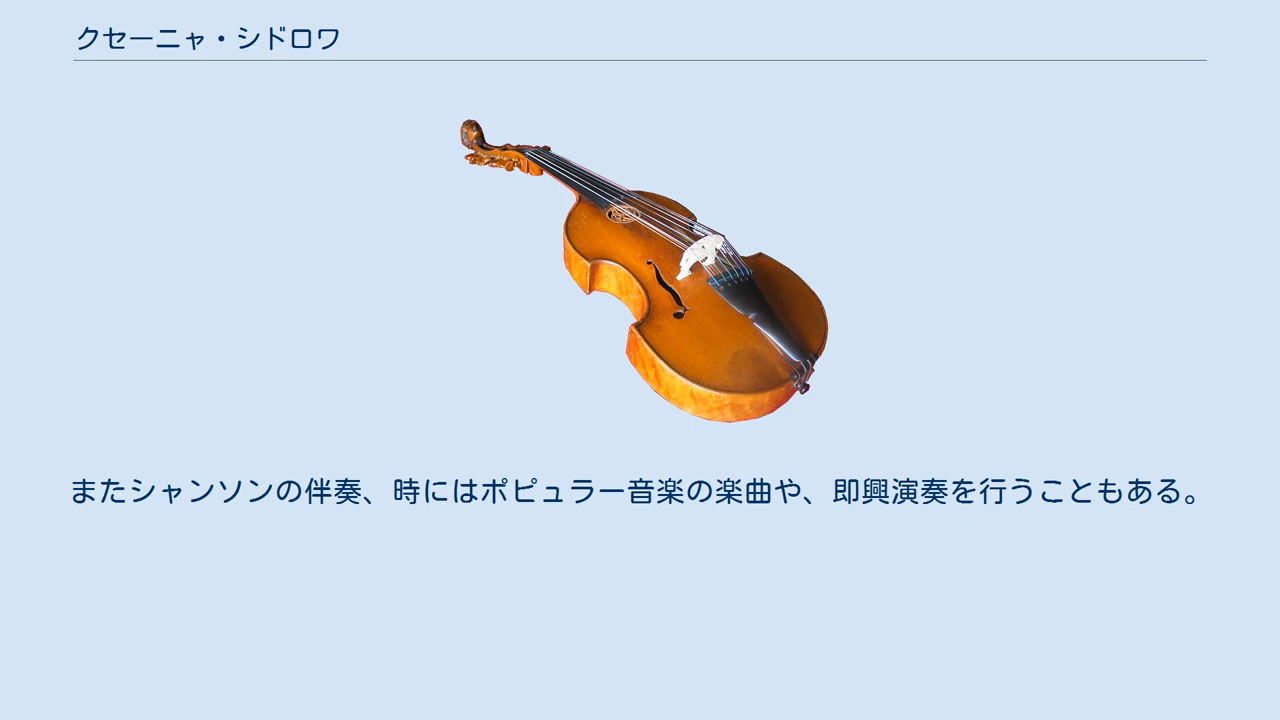 クセーニャ・シドロワ
またシャンソンの伴奏、時にはポピュラー音楽の楽曲や、即興演奏を行うこともある。